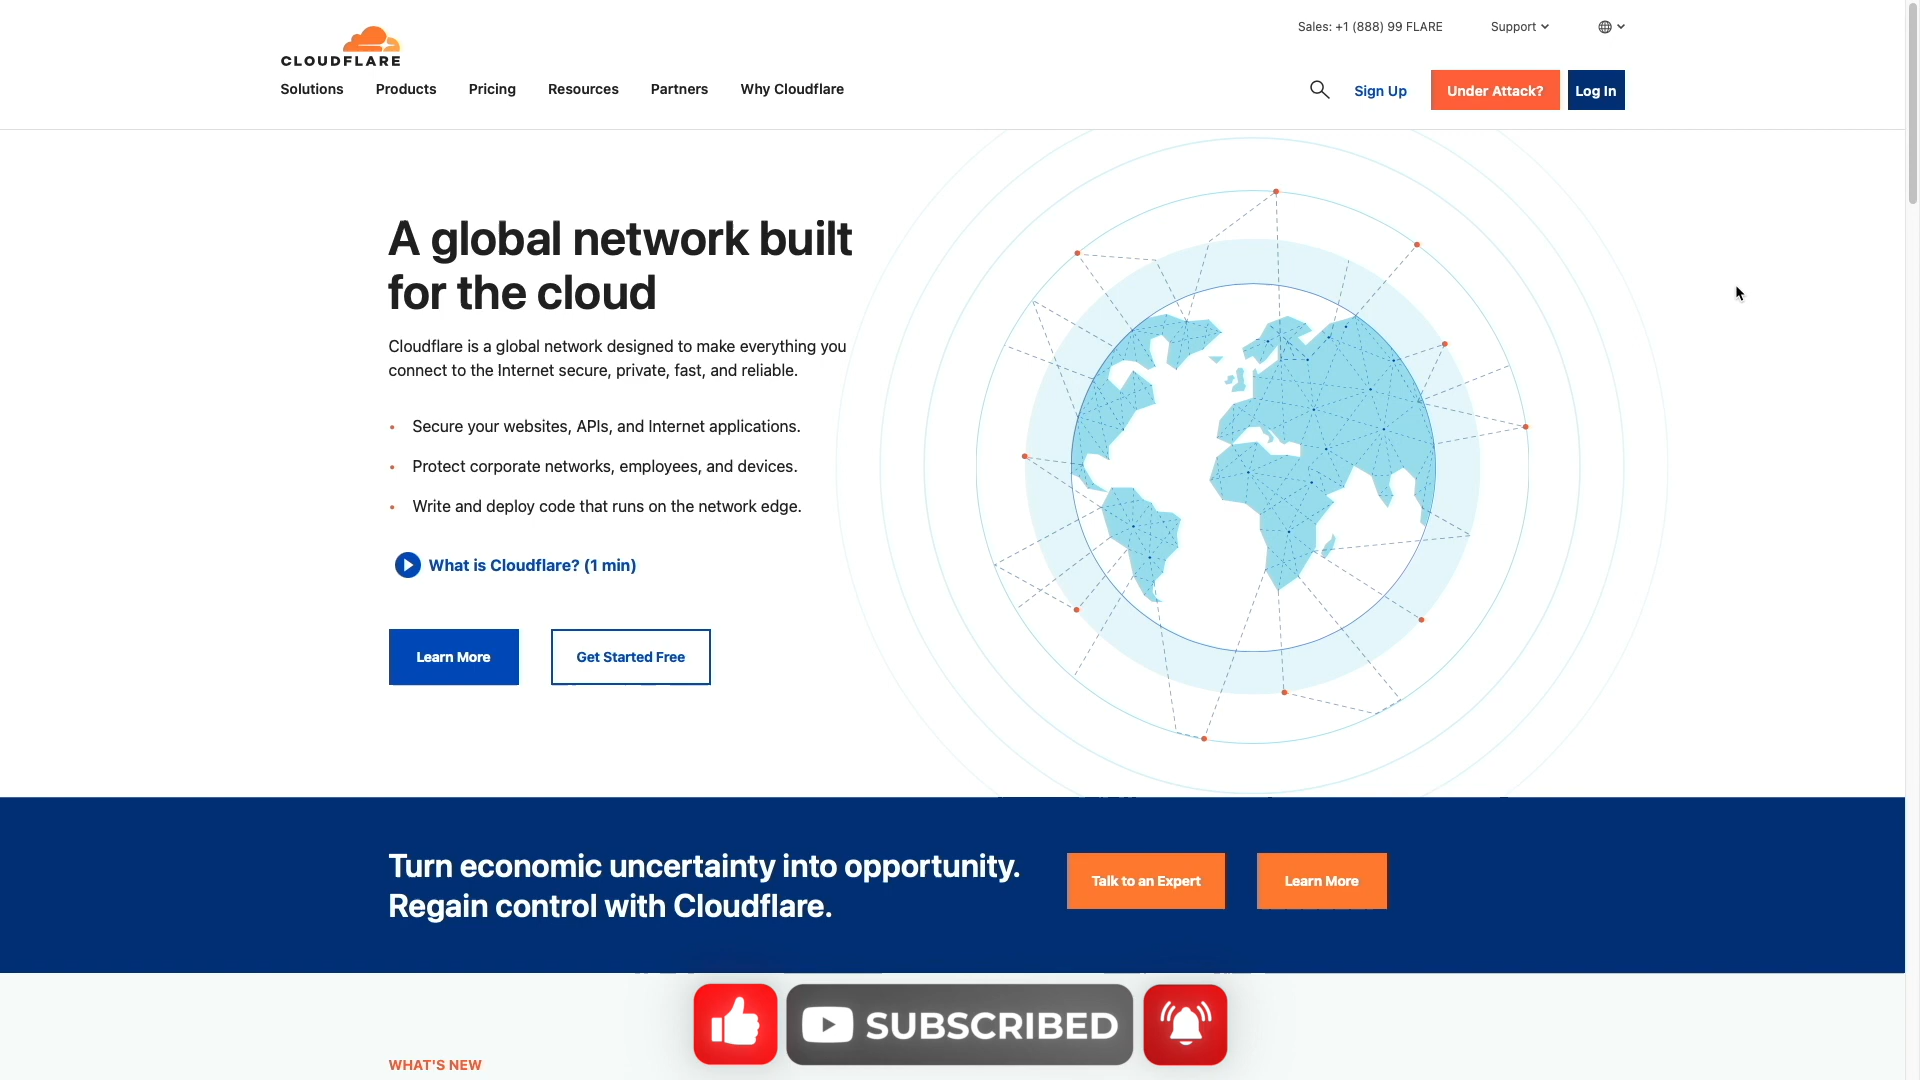 Sales: +1 (888) 99 FLARE
Support
CLOUDFLARE
Solutions
Products
Pricing
Resources
Partners
Why Cloudflare
Sign Up
Under Attack?
Log In
A global network built
for the cloud
Cloudflare is a global network designed to make everything you
connect to the Internet secure, private, fast, and reliable.
Secure your websites, APIs, and Internet applications.
Protect corporate networks, employees, and devices.
Write and deploy code that runs on the network edge.
What is Cloudflare? (1 min)
Learn More
Get Started Free
Turn economic uncertainty into opportunity.
Regain control with Cloudflare.
Talk to an Expert
Learn More
SUBSCRIBED
WHAT'S NEW